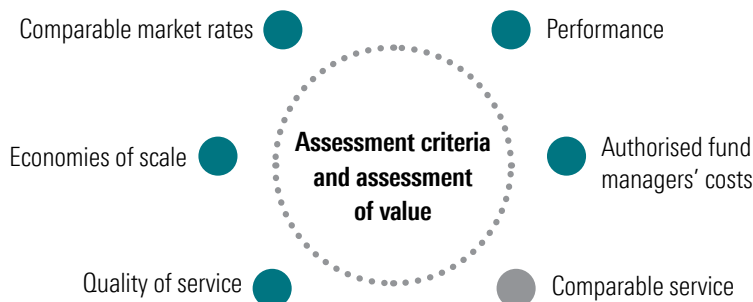 Comparable market rates
Performance
Assessment criteria
and assessment
of value
Economies of scale
Authorised fund
managers' costs
Quality of service
Comparable service